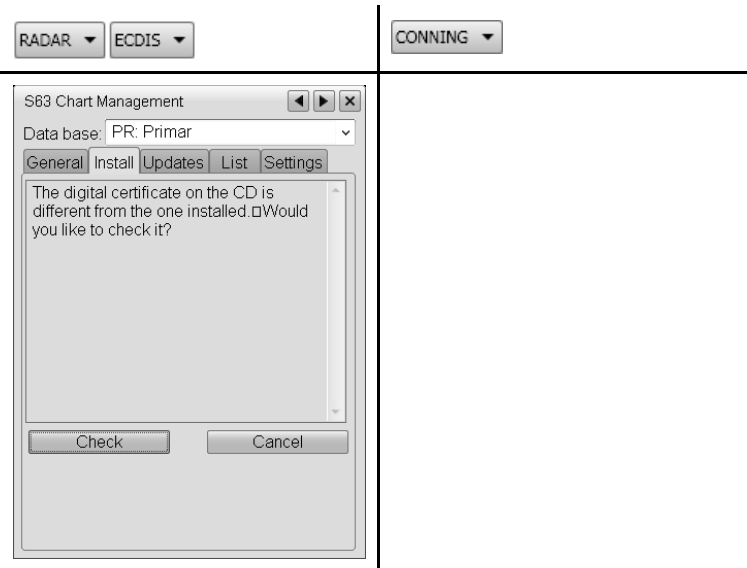 RADAR ECDIS CONNING
S63 Chart Management
Data base: PR: Primar
General Install Updates List Settings
The digital certificate on the CD is
different from the one installed.□Would
you like to check it?
Check Cancel